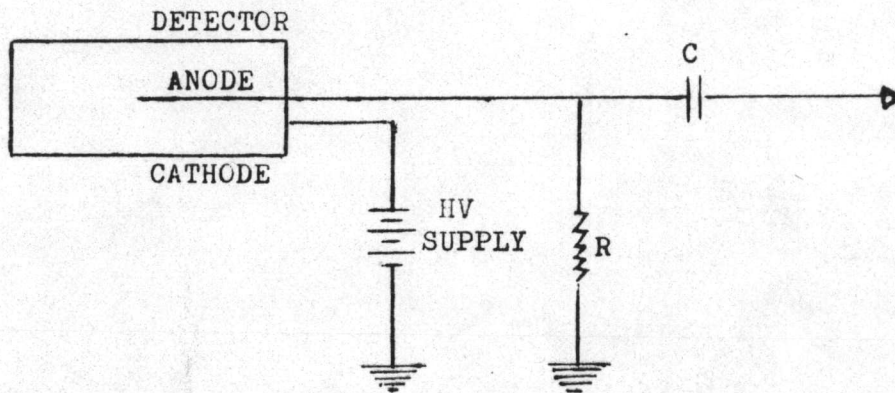 DETECTOR
ANODE
C
CATHODE
HV
SUPPLY
R